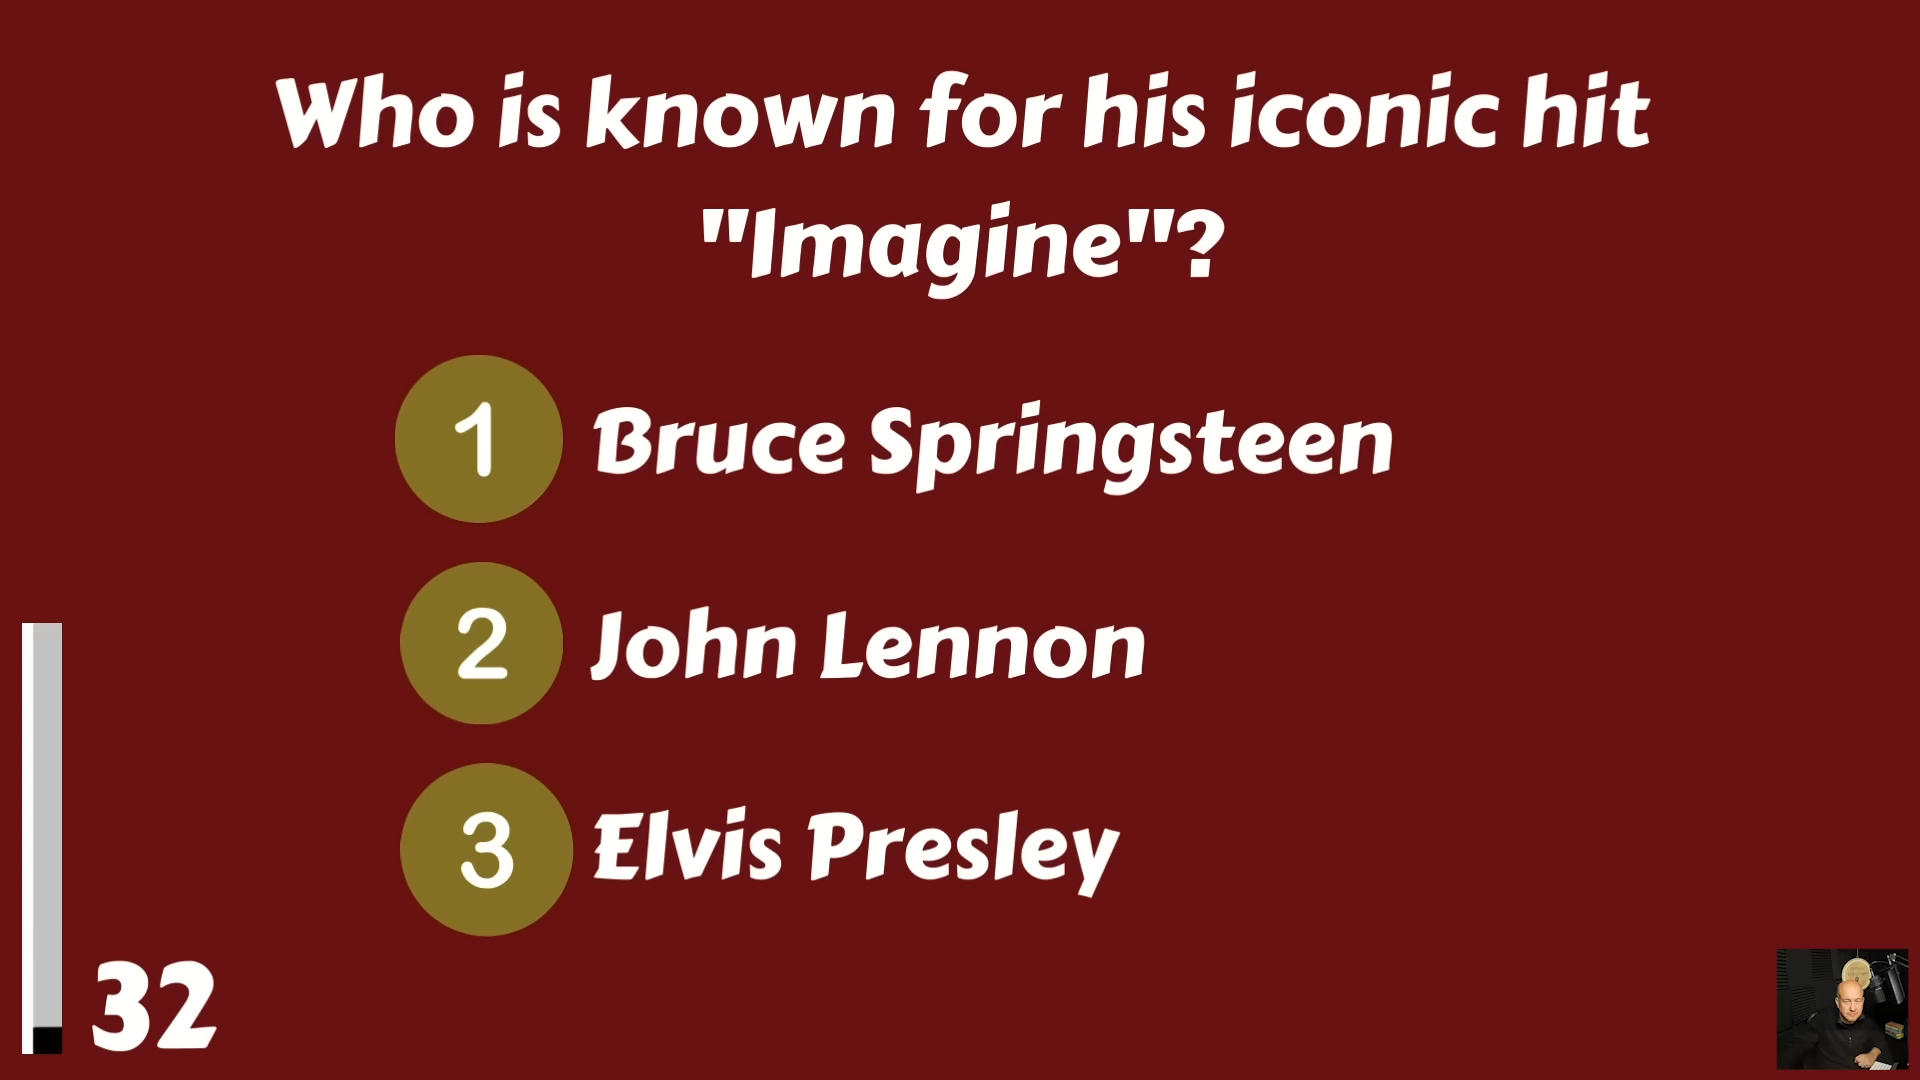 Who is known for his iconic hit
"Imagine"?
1 Bruce Springsteen
2 John Lennon
3 Elvis Presley
32